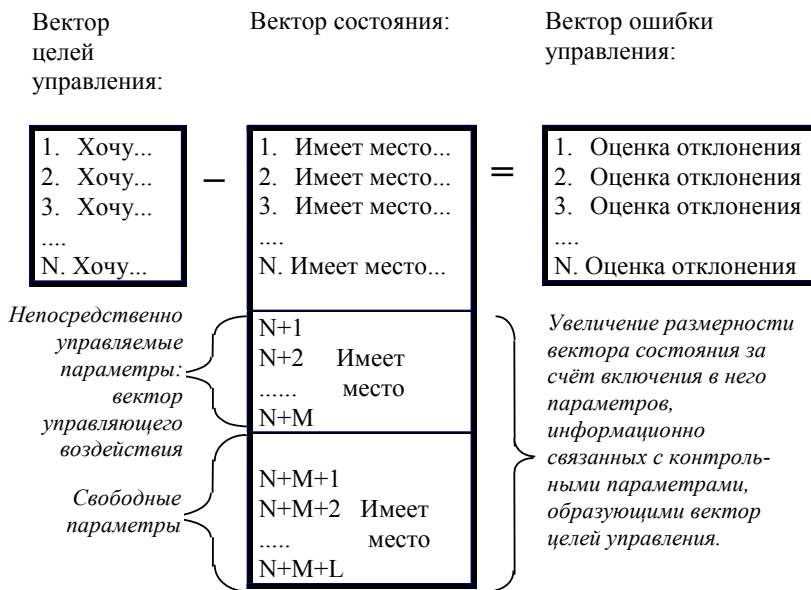 Вектор
целей
управления:
Вектор состояния:
Вектор ошибки
управления:
1. Хочу...
2. Хочу...
3. Хочу...
....
N. Хочу...
–
1. Имеет место...
2. Имеет место...
3. Имеет место...
....
N. Имеет место...
=
1. Оценка отклонения
2. Оценка отклонения
3. Оценка отклонения
....
N. Оценка отклонения
Непосредственно
управляемые
параметры:
вектор
управляющего
воздействия
N+1
N+2 Имеет
...... место
N+M
Свободные
параметры
N+M+1
N+M+2 Имеет
..... место
N+M+L
Увеличение размерности
вектора состояния за
счёт включения в него
параметров,
информационно
связанных с контроль-
ными параметрами,
образующими вектор
целей управления.